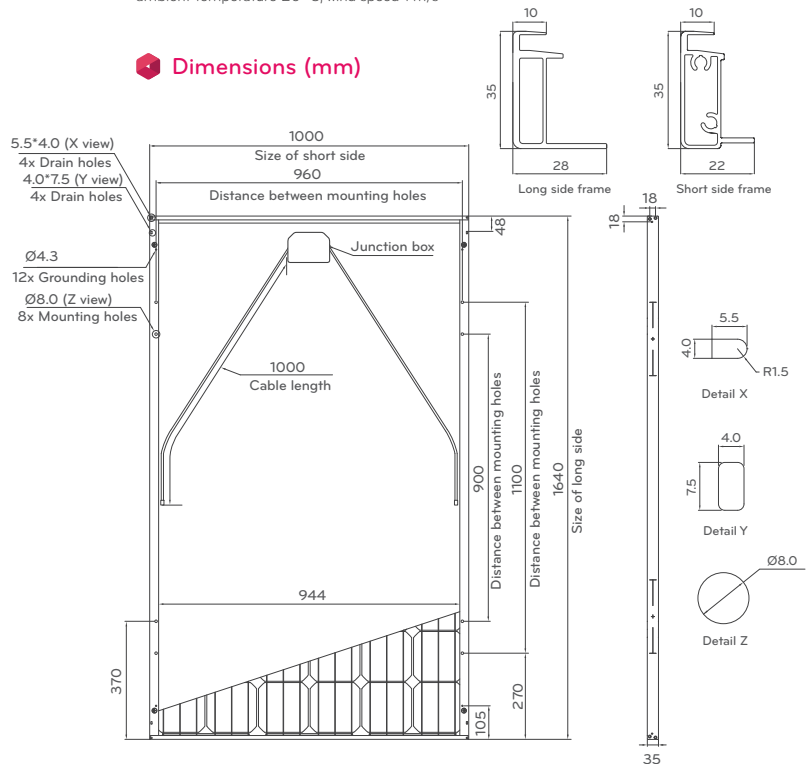 Dimensions (mm)
10
35
28
Long side frame
10
35
22
Short side frame
5.5*4.0 (X view)
4x Drain holes
4.0*7.5 (Y view)
4x Drain holes
1000
Size of short side
960
Distance between mounting holes
48
18
18
Junction box
Ø4.3
12x Grounding holes
Ø8.0 (Z view)
8x Mounting holes
1000
Cable length
900
Distance between mounting holes
1100
Distance between mounting holes
1640
Size of long side
5.5
4.0
R1.5
Detail X
4.0
7.5
Detail Y
Ø8.0
Detail Z
944
370
270
105
35